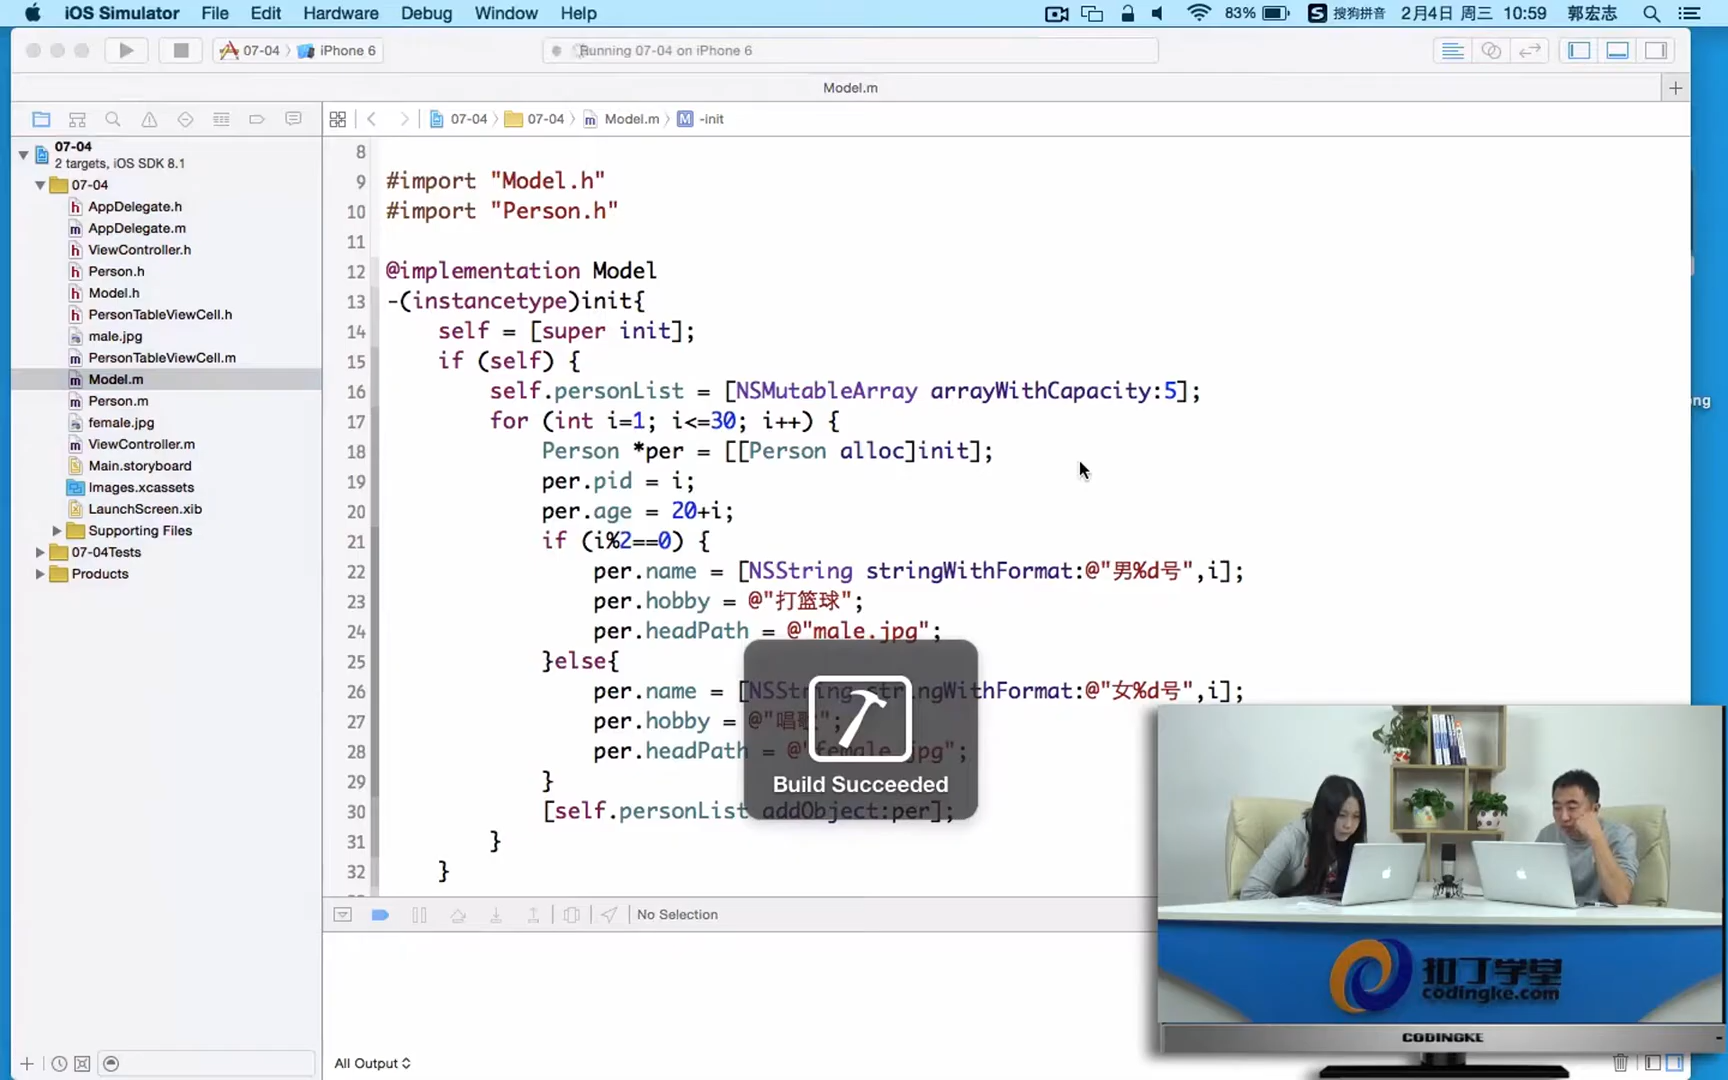 iOS Simulator File Edit Hardware Debug Window Help 83% S 搜狗拼音 2月4日 周三 10:59 郭宏志
07-04 iPhone 6 Running 07-04 on iPhone 6
Model.m
07-04 07-04 Model.m M -init
07-04
2 targets, iOS SDK 8.1
07-04
AppDelegate.h
AppDelegate.m
ViewController.h
Person.h
Model.h
PersonTableViewCell.h
male.jpg
PersonTableViewCell.m
Model.m
Person.m
female.jpg
ViewController.m
Main.storyboard
Images.xcassets
LaunchScreen.xib
Supporting Files
07-04Tests
Products
8
9 #import "Model.h"
10 #import "Person.h"
11
12 @implementation Model
13 -(instancetype)init{
14 self = [super init];
15 if (self) {
16 self.personList = [NSMutableArray arrayWithCapacity:5];
17 for (int i=1; i<=30; i++) {
18 Person *per = [[Person alloc]init];
19 per.pid = i;
20 per.age = 20+i;
21 if (i%2==0) {
22 per.name = [NSString stringWithFormat:@"男%d号",i];
23 per.hobby = @"打篮球";
24 per.headPath = @"male.jpg";
25 }else{
26 per.name = [NSString stringWithFormat:@"女%d号",i];
27 per.hobby = @"唱歌";
28 per.headPath = @"female.jpg";
29 }
30 [self.personList addObject:per];
31 }
32 }
Build Succeeded
No Selection
All Output
ong
扣丁学堂
codingke.com
CODINGKE